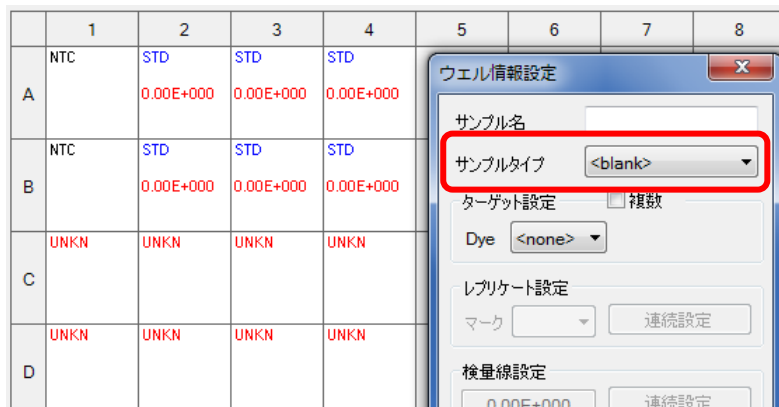 1 2 3 4 5 6 7 8
A
NTC STD STD STD
0.00E+000 0.00E+000 0.00E+000
B
NTC STD STD STD
0.00E+000 0.00E+000 0.00E+000
C
UNKN UNKN UNKN UNKN
D
UNKN UNKN UNKN UNKN
ウエル情報設定
サンプル名
サンプルタイプ <blank>
ターゲット設定 複数
Dye <none>
レプリケート設定
マーク 連続設定
検量線設定
0.00E+000 連続設定